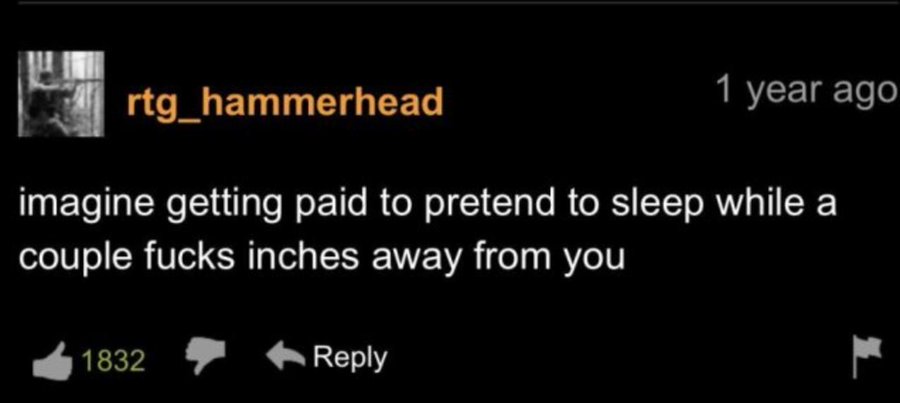 rtg_hammerhead
1 year ago
imagine getting paid to pretend to sleep while a
couple fucks inches away from you
1832
Reply